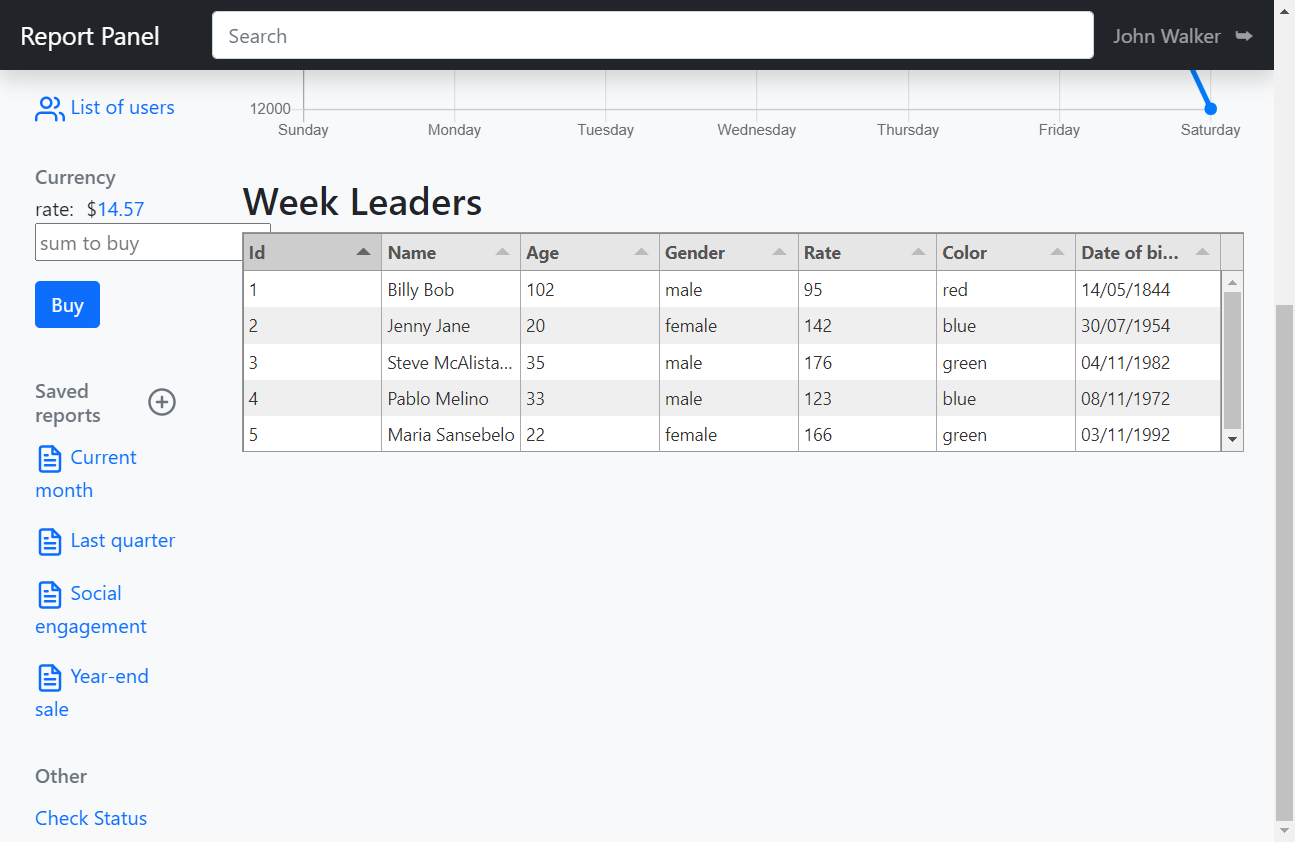 Report Panel
Search
John Walker
List of users
12000
Sunday Monday Tuesday Wednesday Thursday Friday Saturday
Currency
rate: $14.57
sum to buy
Buy
Saved
reports
Current
month
Last quarter
Social
engagement
Year-end
sale
Other
Check Status
Week Leaders
Id Name Age Gender Rate Color Date of bi...
1 Billy Bob 102 male 95 red 14/05/1844
2 Jenny Jane 20 female 142 blue 30/07/1954
3 Steve McAlista... 35 male 176 green 04/11/1982
4 Pablo Melino 33 male 123 blue 08/11/1972
5 Maria Sansebelo 22 female 166 green 03/11/1992